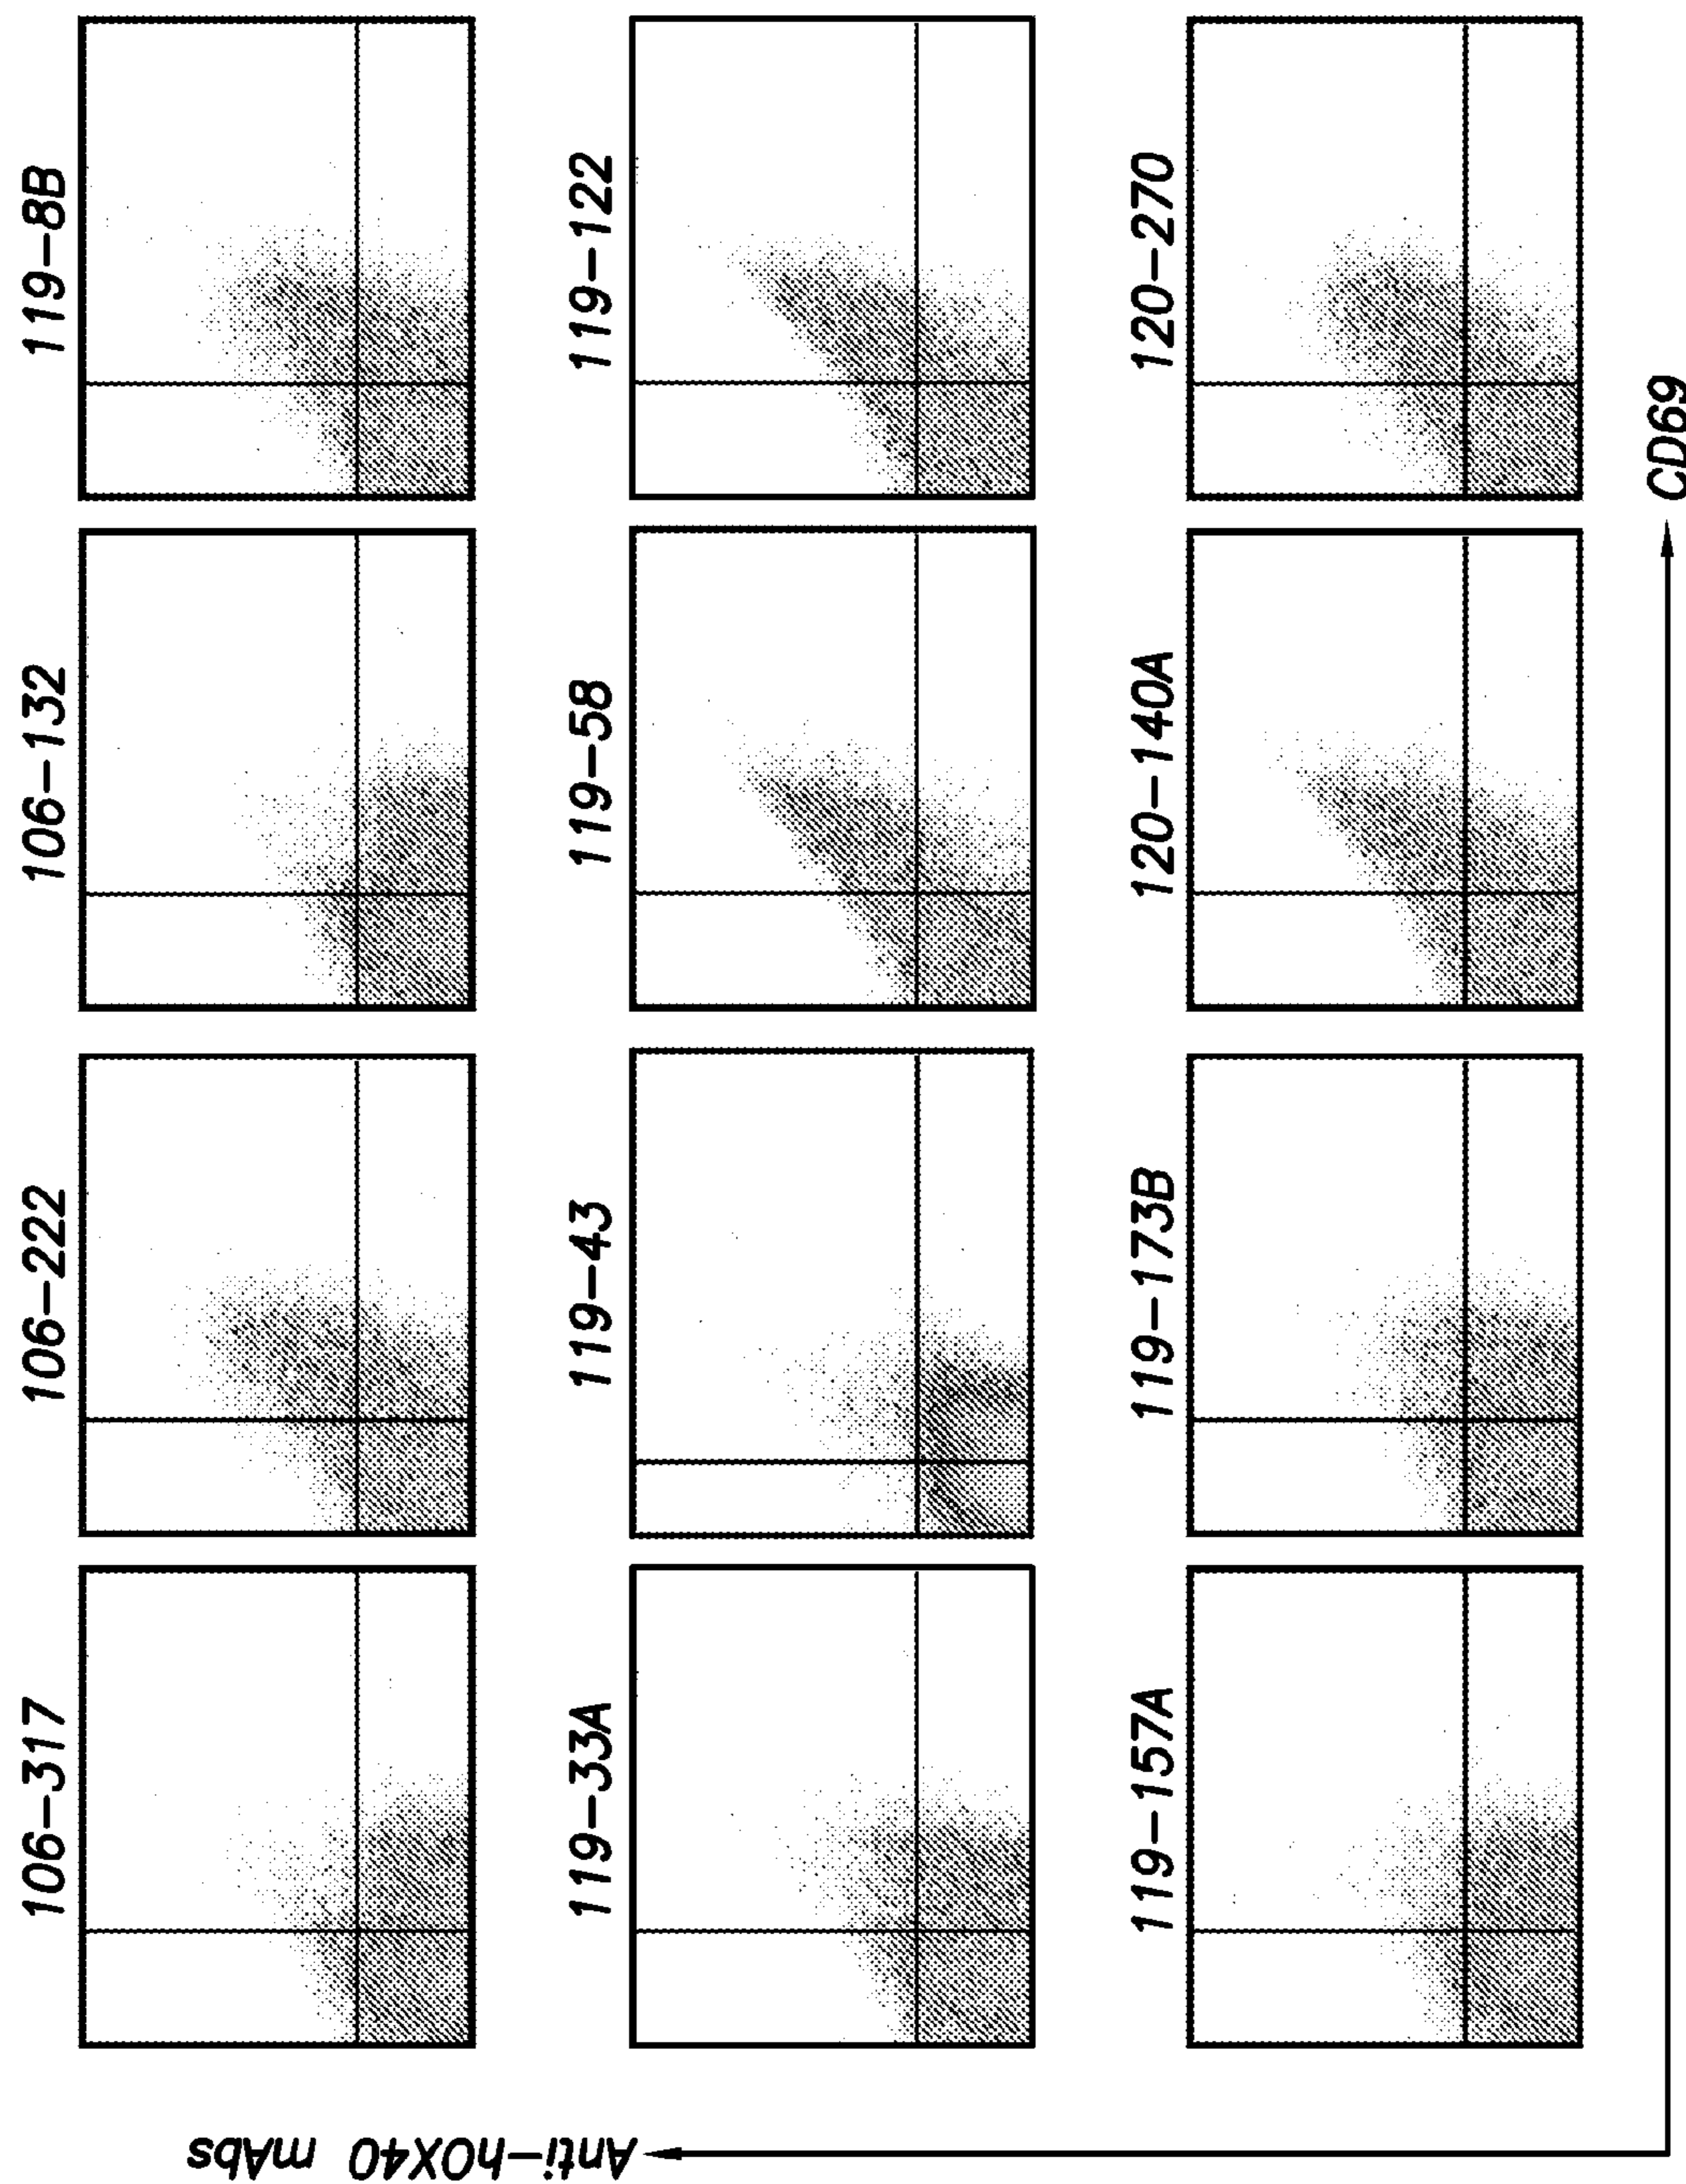 106-317
106-222
106-132
119-8B
119-33A
119-43
119-58
119-122
119-157A
119-173B
120-140A
120-270
Anti-hOX40 mAbs
CD69